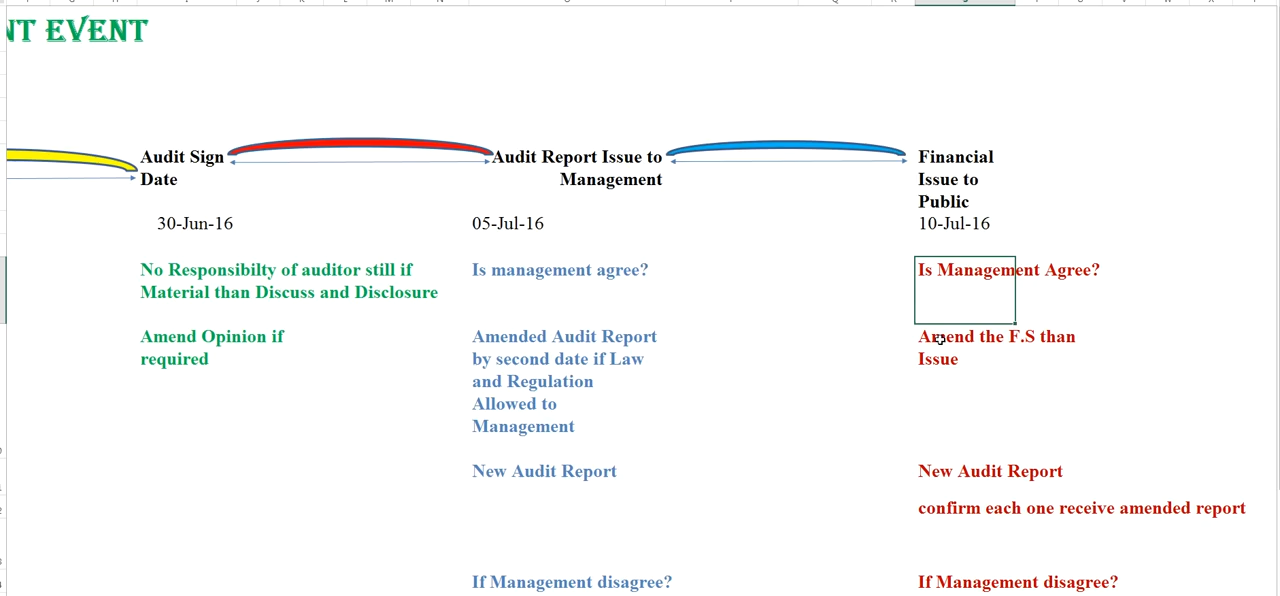 NT EVENT
Audit Sign
Date
Audit Report Issue to
Management
Financial
Issue to
Public
30-Jun-16
05-Jul-16
10-Jul-16
No Responsibilty of auditor still if
Material than Discuss and Disclosure
Is management agree?
Is Management Agree?
Amend Opinion if
required
Amended Audit Report
by second date if Law
and Regulation
Allowed to
Management
Amend the F.S than
Issue
New Audit Report
New Audit Report
confirm each one receive amended report
If Management disagree?
If Management disagree?